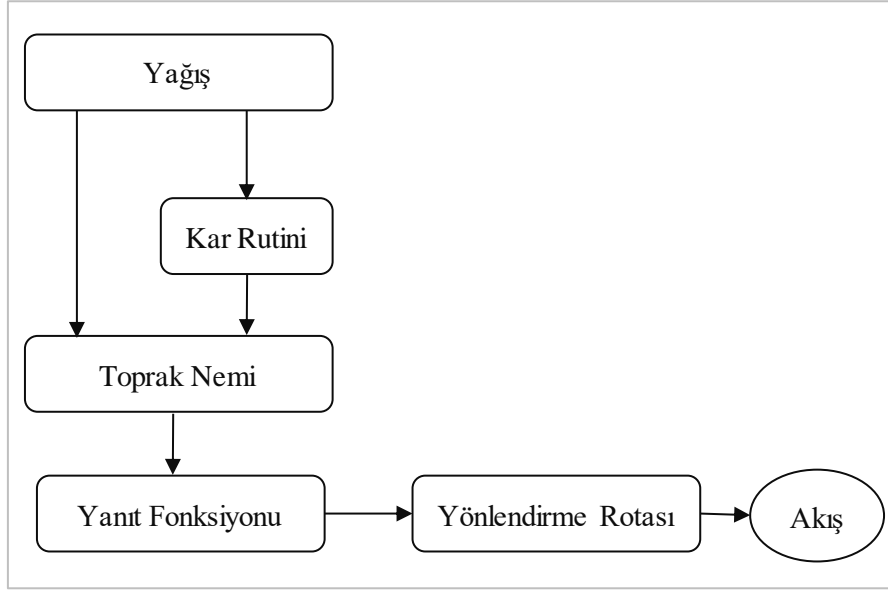 Yağış
Kar Rutini
Toprak Nemi
Yanıt Fonksiyonu
Yönlendirme Rotası
Akış